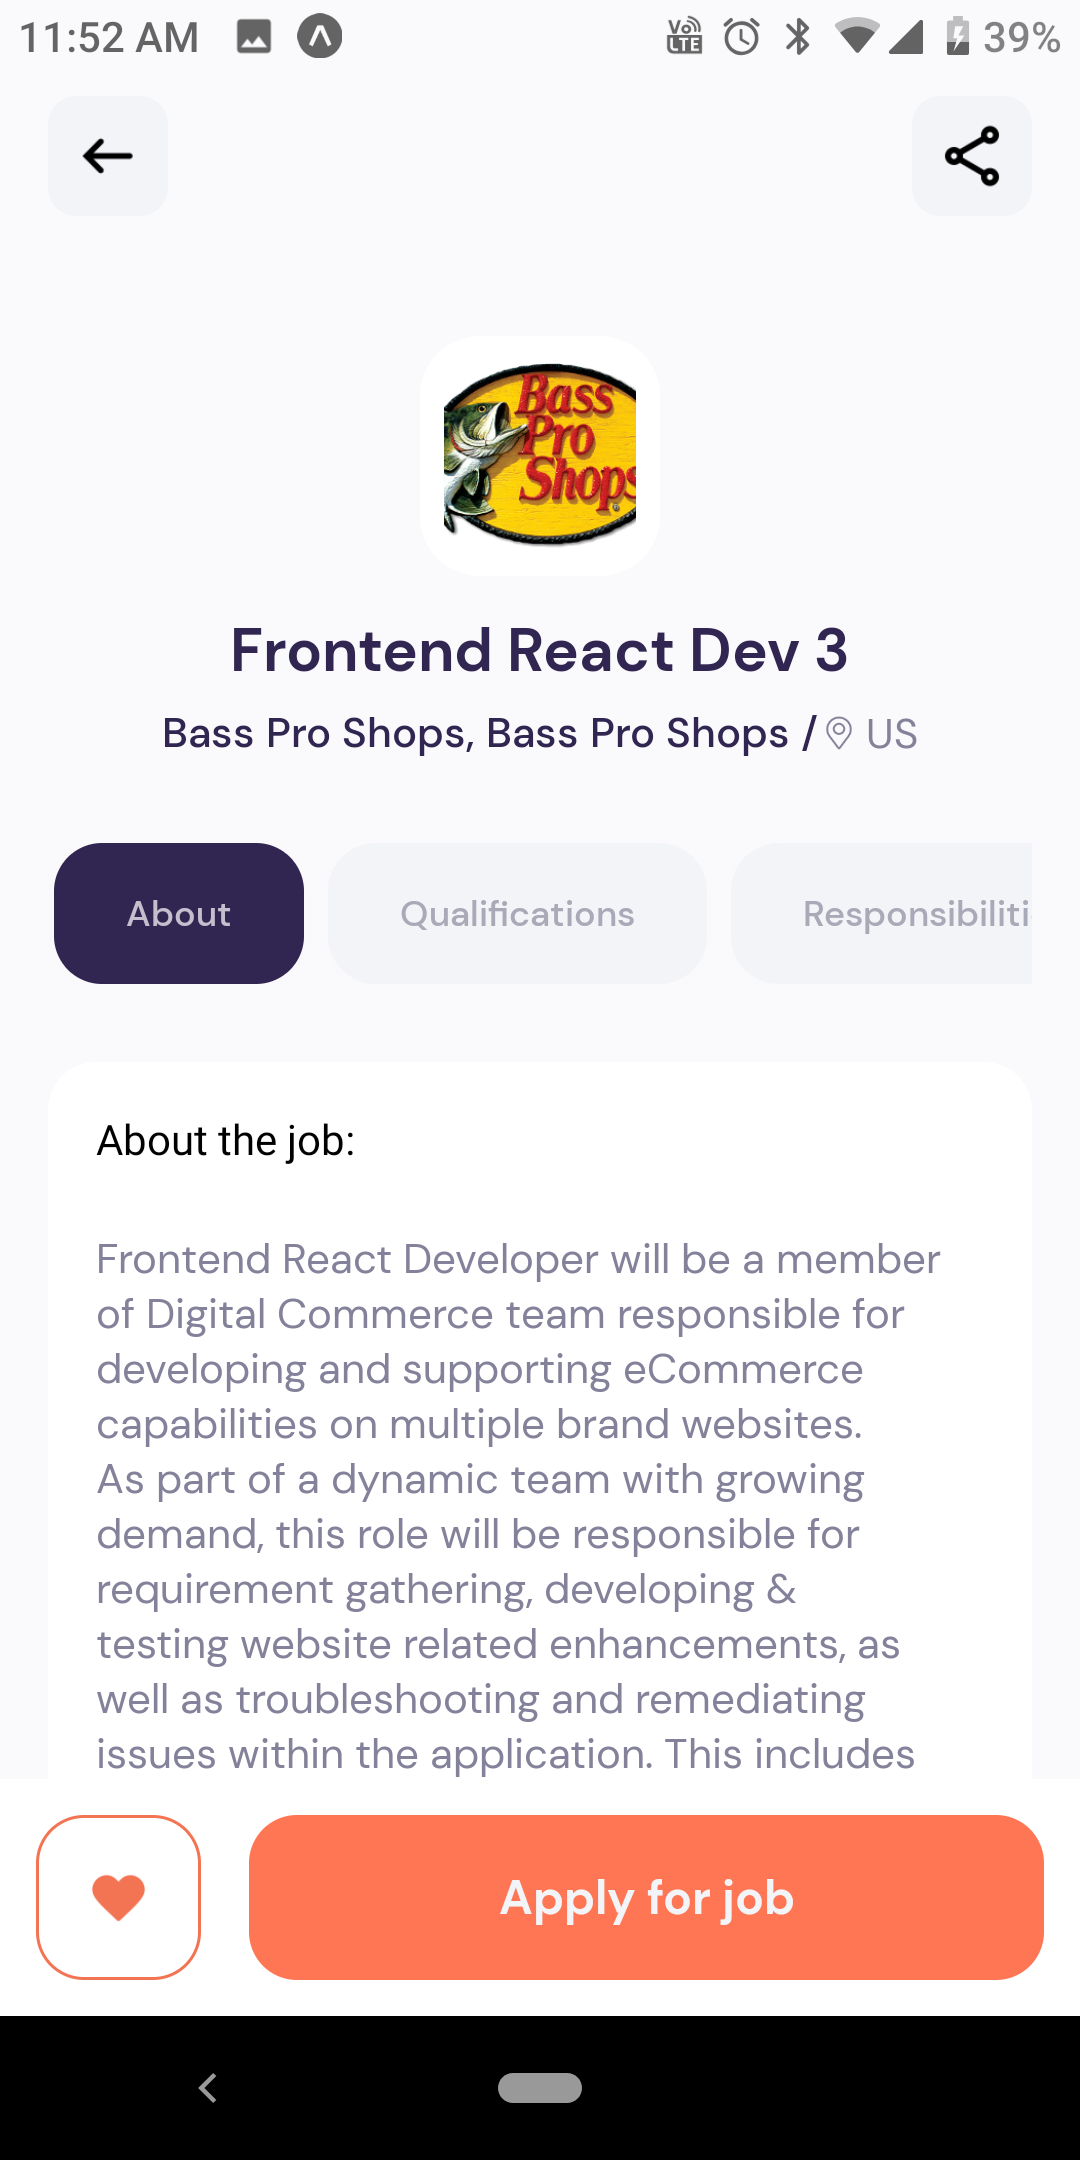 11:52 AM
Vo LTE
39%
Bass
Pro
Shops
Frontend React Dev 3
Bass Pro Shops, Bass Pro Shops / US
About
Qualifications
Responsibiliti
About the job:
Frontend React Developer will be a member
of Digital Commerce team responsible for
developing and supporting eCommerce
capabilities on multiple brand websites.
As part of a dynamic team with growing
demand, this role will be responsible for
requirement gathering, developing &
testing website related enhancements, as
well as troubleshooting and remediating
issues within the application. This includes
Apply for job